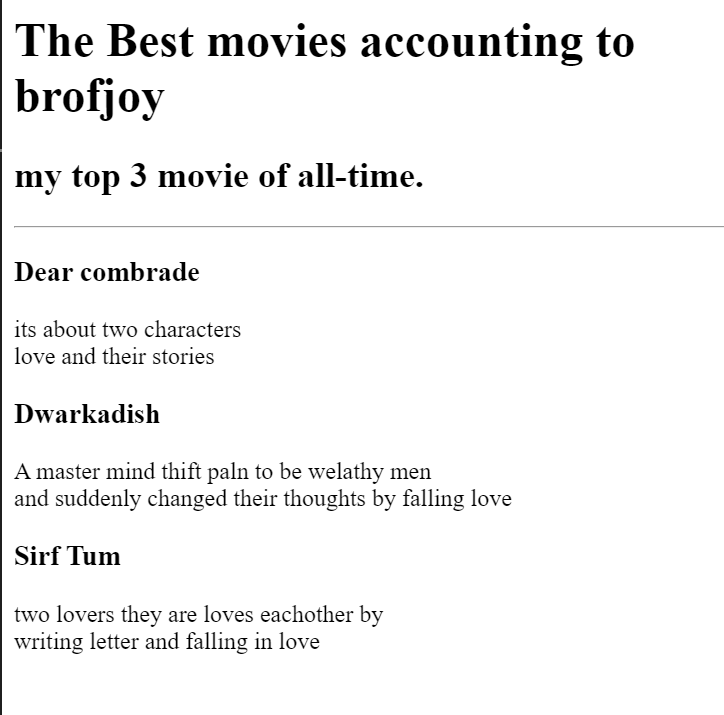 The Best movies accounting to
brofjoy
my top 3 movie of all-time.
Dear combrade
its about two characters
love and their stories
Dwarkadish
A master mind thift paln to be welathy men
and suddenly changed their thoughts by falling love
Sirf Tum
two lovers they are loves eachother by
writing letter and falling in love